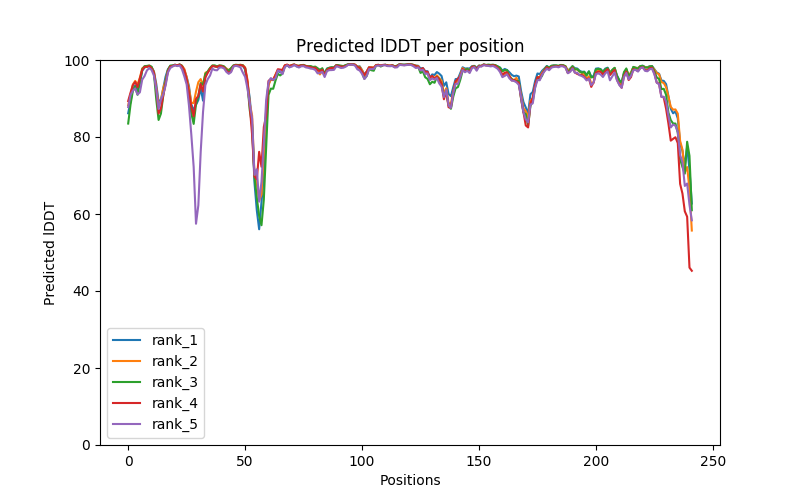 Predicted lDDT per position
Predicted lDDT
100
80
60
40
20
0
rank_1
rank_2
rank_3
rank_4
rank_5
0
50
100
150
200
250
Positions